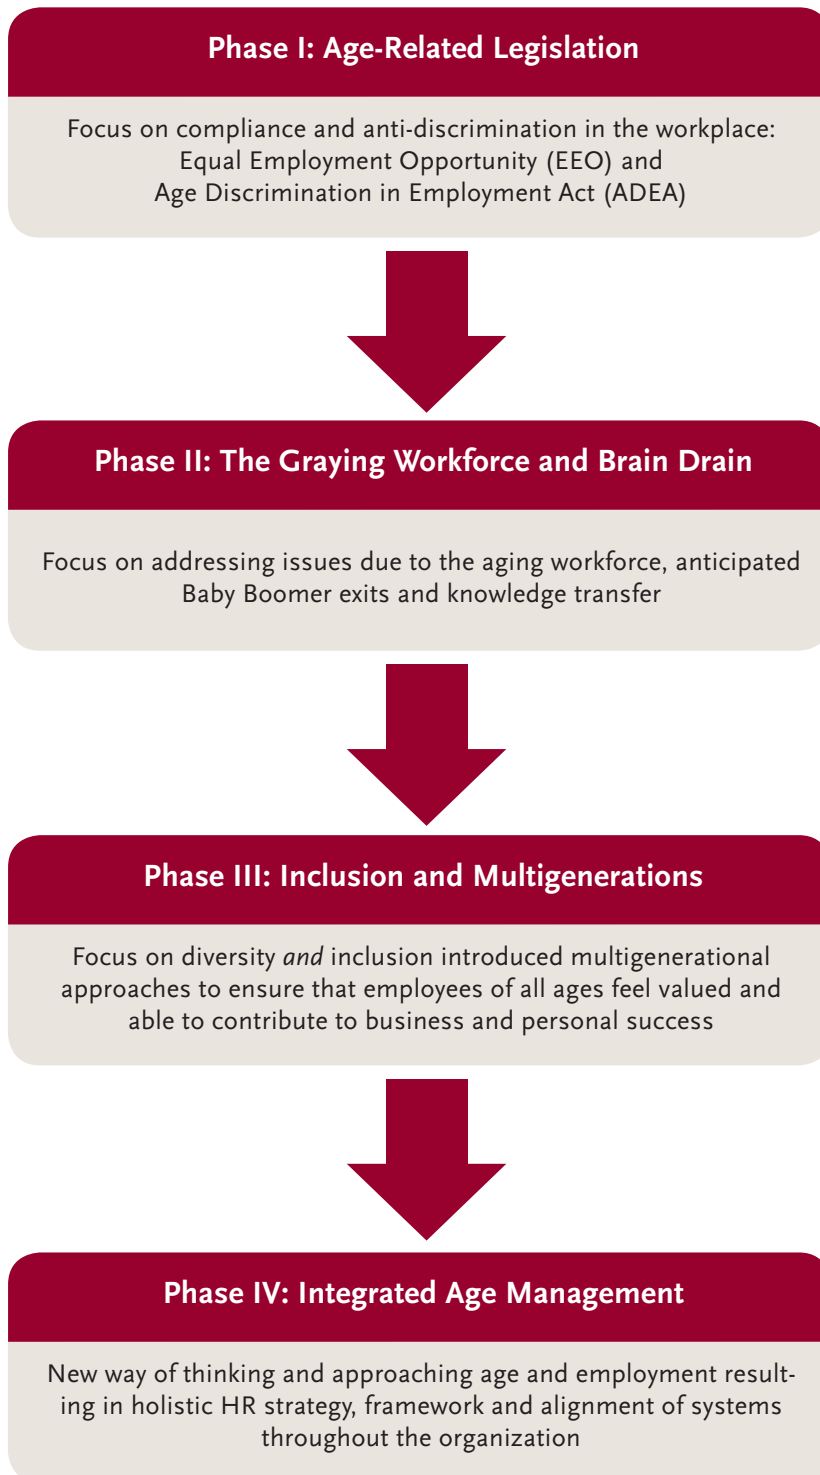 Phase I: Age-Related Legislation
Focus on compliance and anti-discrimination in the workplace:
Equal Employment Opportunity (EEO) and
Age Discrimination in Employment Act (ADEA)
Phase II: The Graying Workforce and Brain Drain
Focus on addressing issues due to the aging workforce, anticipated
Baby Boomer exits and knowledge transfer
Phase III: Inclusion and Multigenerations
Focus on diversity and inclusion introduced multigenerational
approaches to ensure that employees of all ages feel valued and
able to contribute to business and personal success
Phase IV: Integrated Age Management
New way of thinking and approaching age and employment result-
ing in holistic HR strategy, framework and alignment of systems
throughout the organization